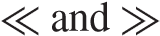 ≪ and ≫